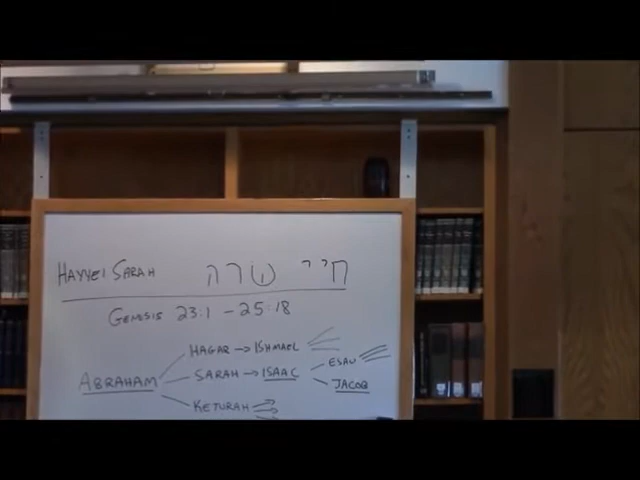 HAYYEI SARAH חיי שרה
GENESIS 23:1 - 25:18
HAGAR → ISHMAEL
ESAU
ABRAHAM SARAH → ISAAC
JACOB
KETURAH